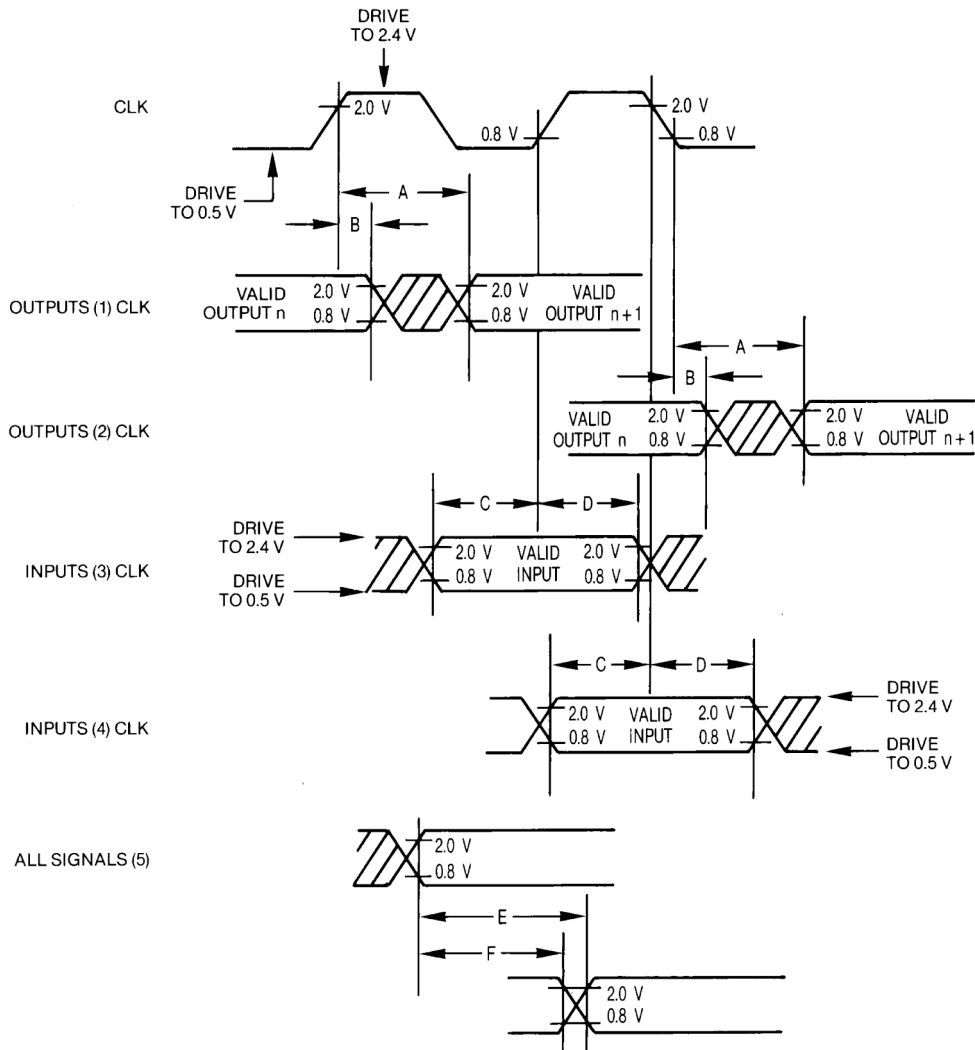 DRIVE
TO 2.4 V
CLK
2.0 V
0.8 V
2.0 V
0.8 V
DRIVE
TO 0.5 V
A
B
OUTPUTS (1) CLK
VALID
OUTPUT n
2.0 V
0.8 V
2.0 V
0.8 V
VALID
OUTPUT n+1
A
B
OUTPUTS (2) CLK
VALID
OUTPUT n
2.0 V
0.8 V
2.0 V
0.8 V
VALID
OUTPUT n+1
C
D
DRIVE
TO 2.4 V
INPUTS (3) CLK
DRIVE
TO 0.5 V
2.0 V
0.8 V
VALID
INPUT
2.0 V
0.8 V
C
D
INPUTS (4) CLK
2.0 V
0.8 V
VALID
INPUT
2.0 V
0.8 V
DRIVE
TO 2.4 V
DRIVE
TO 0.5 V
ALL SIGNALS (5)
2.0 V
0.8 V
E
F
2.0 V
0.8 V